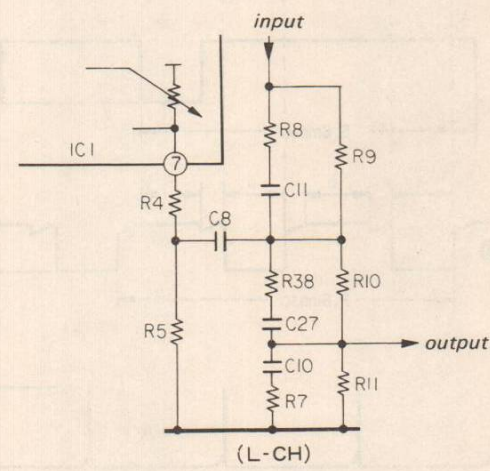 input
R8
R9
IC1
7
C11
R4
C8
R38
R10
R5
C27
output
C10
R11
R7
(L-CH)